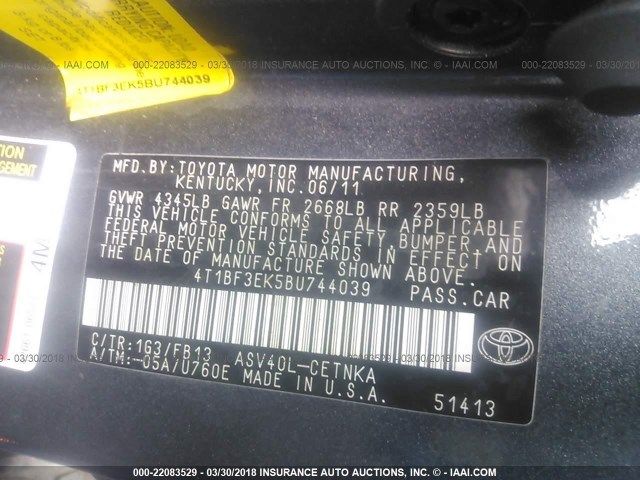 000-22083529 - 03/30/2018 INSURANCE AUTO AUCTIONS, INC. - © IAAI.COM
4T1BF3EK5BU744039
MFD.BY:TOYOTA MOTOR MANUFACTURING,
KENTUCKY, INC. 06/11
GVWR 4345LB GAWR FR 2668LB RR 2359LB
THIS VEHICLE CONFORMS TO ALL APPLICABLE
FEDERAL MOTOR VEHICLE SAFETY, BUMPER, AND
THEFT PREVENTION STANDARDS IN EFFECT ON
THE DATE OF MANUFACTURE SHOWN ABOVE.
4T1BF3EK5BU744039
PASS.CAR
C/TR:1G3/FB13 ASV40L-CETNKA
A/TM:-05A/U760E MADE IN U.S.A.
TOYOTA
51413
000-22083529 - 03/30/2018 INSURANCE AUTO AUCTIONS, INC. - © IAAI.COM